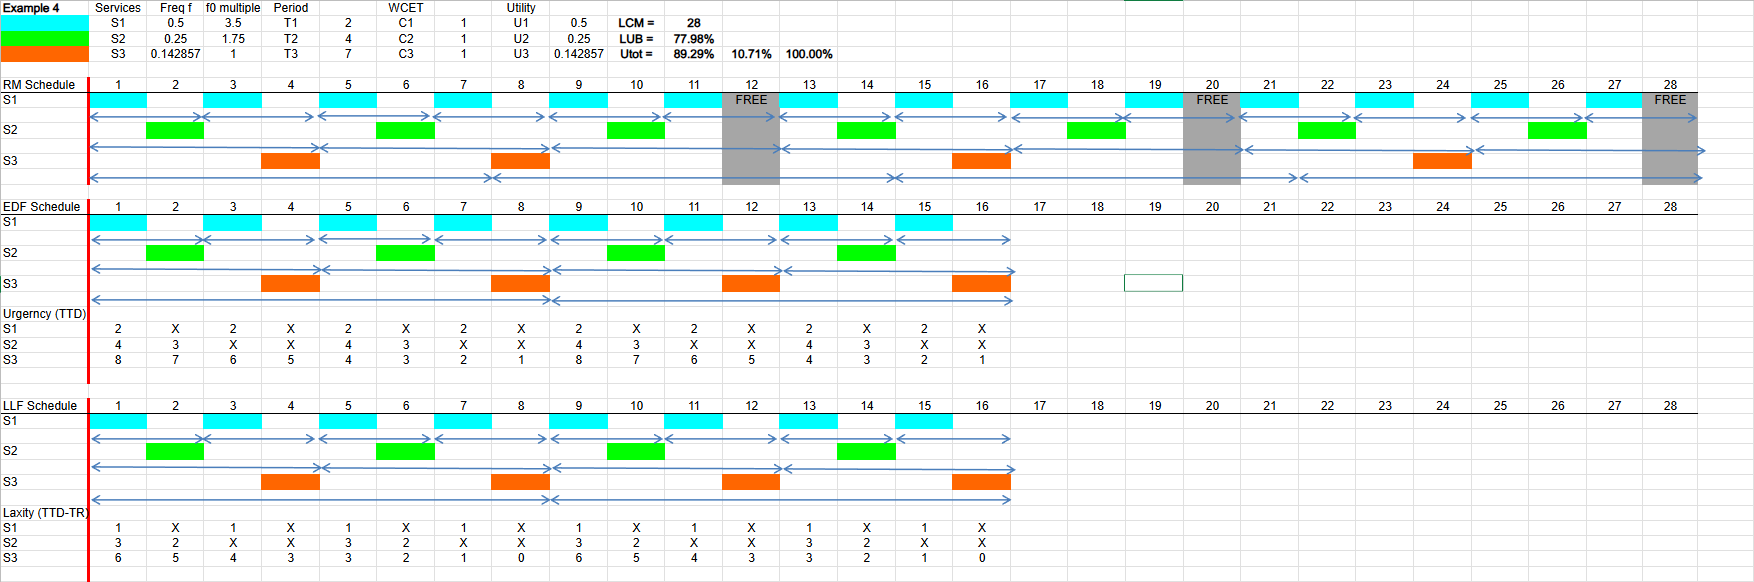 Example 4 Services Freq f f0 multiple Period WCET Utility
S1 0.5 3.5 T1 2 C1 1 U1 0.5 LCM = 28
S2 0.25 1.75 T2 4 C2 1 U2 0.25 LUB = 77.98%
S3 0.142857 1 T3 7 C3 1 U3 0.142857 Utot = 89.29% 10.71% 100.00%
RM Schedule 1 2 3 4 5 6 7 8 9 10 11 12 13 14 15 16 17 18 19 20 21 22 23 24 25 26 27 28
S1 FREE FREE FREE
S2
S3
EDF Schedule 1 2 3 4 5 6 7 8 9 10 11 12 13 14 15 16 17 18 19 20 21 22 23 24 25 26 27 28
S1
S2
S3
Urgerncy (TTD)
S1 2 X 2 X 2 X 2 X 2 X 2 X 2 X 2 X
S2 4 3 X X 4 3 X X 4 3 X X 4 3 X X
S3 8 7 6 5 4 3 2 1 8 7 6 5 4 3 2 1
LLF Schedule 1 2 3 4 5 6 7 8 9 10 11 12 13 14 15 16 17 18 19 20 21 22 23 24 25 26 27 28
S1
S2
S3
Laxity (TTD-TR)
S1 1 X 1 X 1 X 1 X 1 X 1 X 1 X 1 X
S2 3 2 X X 3 2 X X 3 2 X X 3 2 X X
S3 6 5 4 3 3 2 1 0 6 5 4 3 3 2 1 0